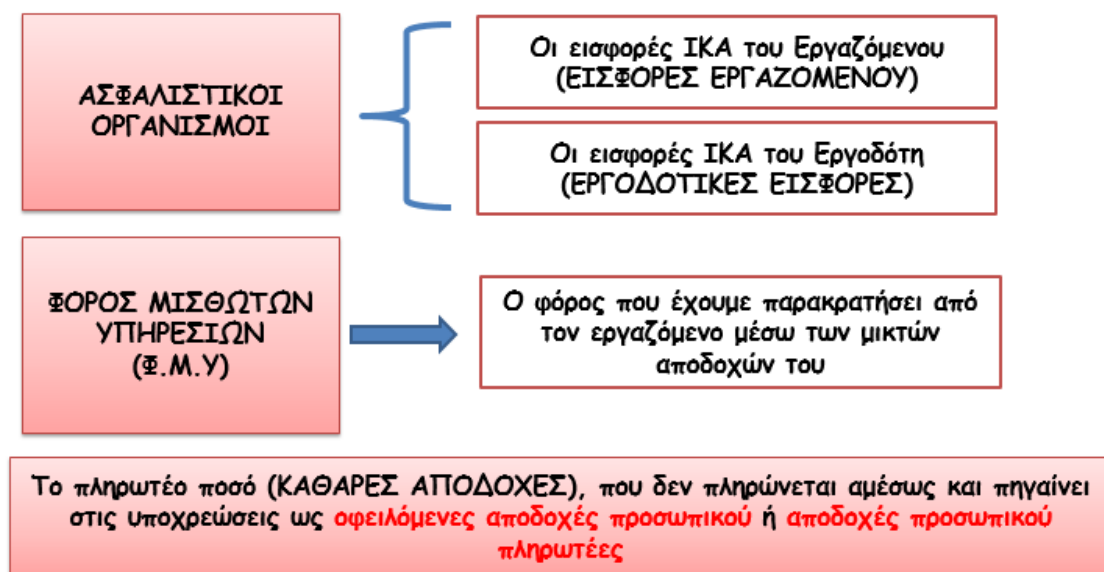 ΑΣΦΑΛΙΣΤΙΚΟΙ
ΟΡΓΑΝΙΣΜΟΙ
Οι εισφορές ΙΚΑ του Εργαζόμενου
(ΕΙΣΦΟΡΕΣ ΕΡΓΑΖΟΜΕΝΟΥ)
Οι εισφορές ΙΚΑ του Εργοδότη
(ΕΡΓΟΔΟΤΙΚΕΣ ΕΙΣΦΟΡΕΣ)
ΦΟΡΟΣ ΜΙΣΘΩΤΩΝ
ΥΠΗΡΕΣΙΩΝ
(Φ.Μ.Υ)
Ο φόρος που έχουμε παρακρατήσει από
τον εργαζόμενο μέσω των μικτών
αποδοχών του
Το πληρωτέο ποσό (ΚΑΘΑΡΕΣ ΑΠΟΔΟΧΕΣ), που δεν πληρώνεται αμέσως και πηγαίνει
στις υποχρεώσεις ως οφειλόμενες αποδοχές προσωπικού ή αποδοχές προσωπικού
πληρωτέες